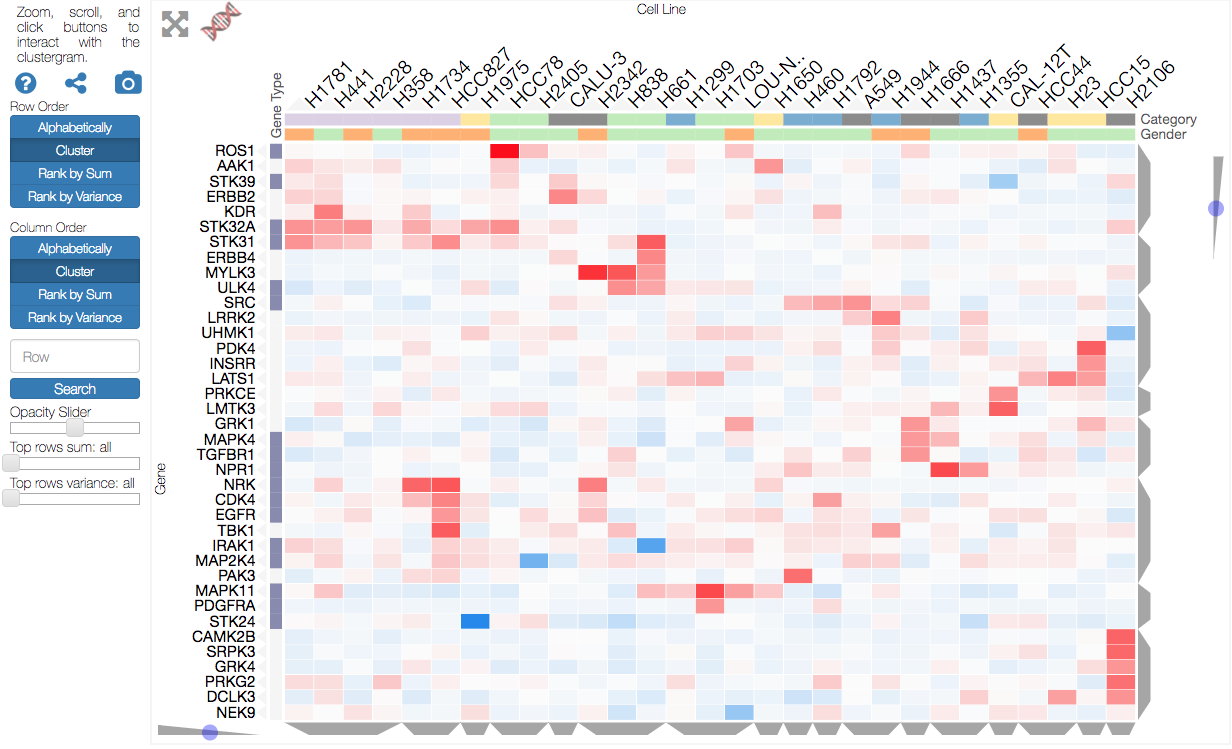 Zoom, scroll, and
click buttons to
interact with the
clustergram.
?
Row Order
Alphabetically
Cluster
Rank by Sum
Rank by Variance
Column Order
Alphabetically
Cluster
Rank by Sum
Rank by Variance
Row
Search
Opacity Slider
Top rows sum: all
Top rows variance: all
Cell Line
Gene Type
H1781
H441
H2228
H358
H1734
HCC827
H1975
HCC78
H2405
CALU-3
H2342
H838
H661
H1299
H1703
LOU-N..
H1650
H460
H1792
A549
H1944
H1666
H1437
H1355
CAL-12T
HCC44
H23
HCC15
H2106
Category
Gender
Gene
ROS1
AAK1
STK39
ERBB2
KDR
STK32A
STK31
ERBB4
MYLK3
ULK4
SRC
LRRK2
UHMK1
PDK4
INSRR
LATS1
PRKCE
LMTK3
GRK1
MAPK4
TGFBR1
NPR1
NRK
CDK4
EGFR
TBK1
IRAK1
MAP2K4
PAK3
MAPK11
PDGFRA
STK24
CAMK2B
SRPK3
GRK4
PRKG2
DCLK3
NEK9